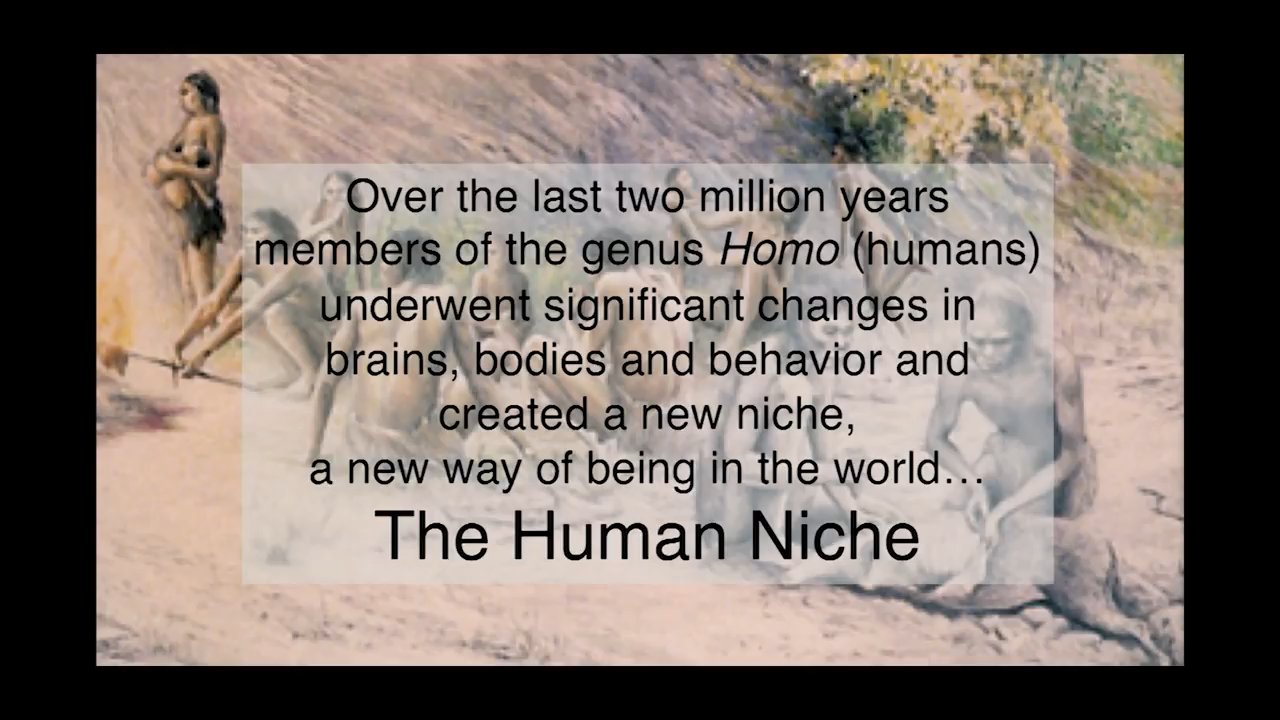 Over the last two million years
members of the genus Homo (humans)
underwent significant changes in
brains, bodies and behavior and
created a new niche,
a new way of being in the world…
The Human Niche